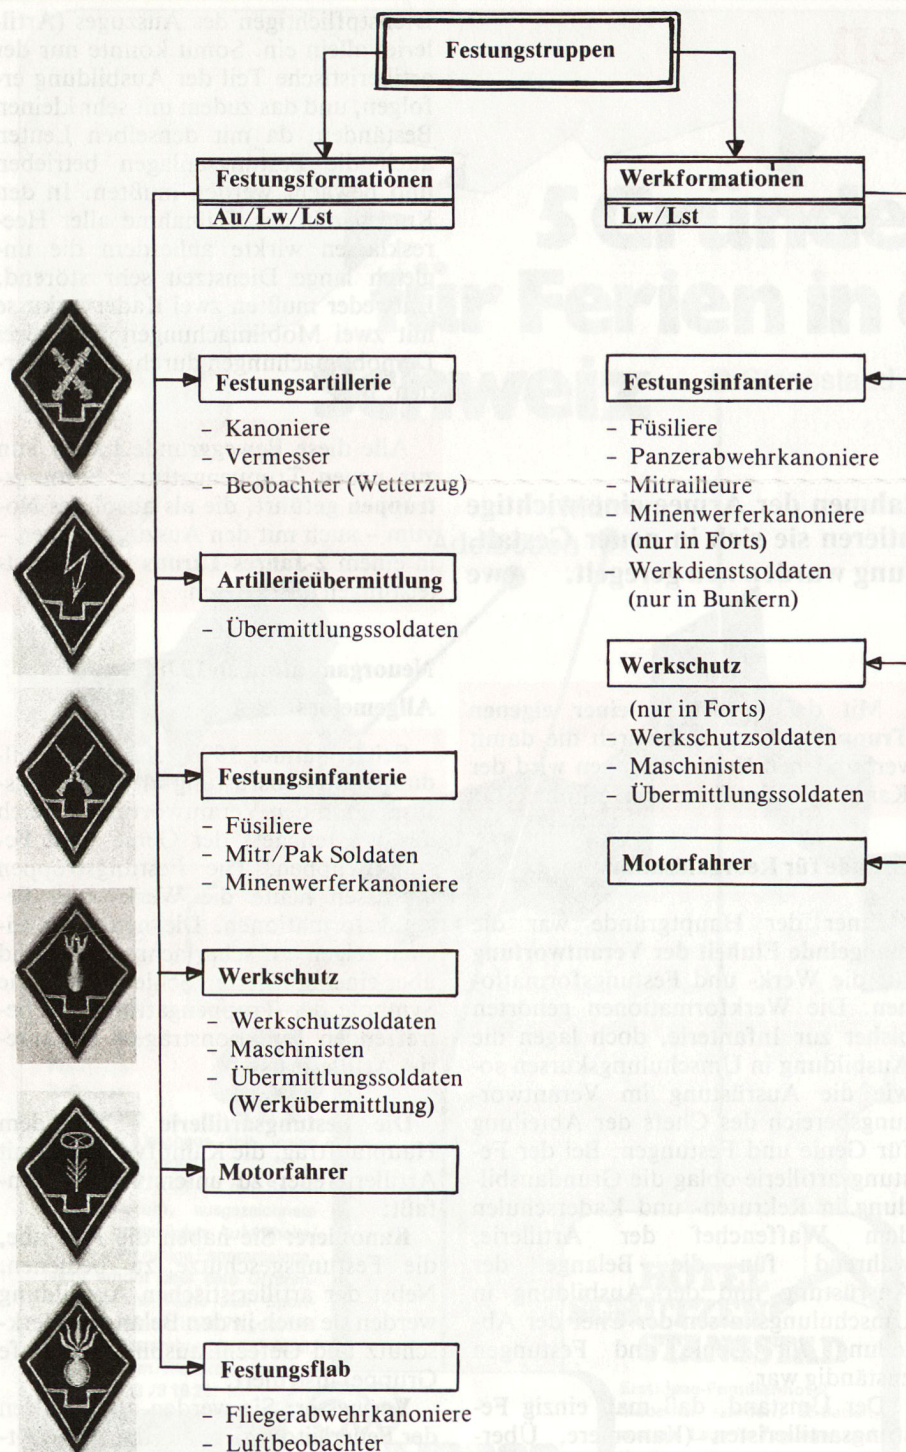 Festungstruppen
Festungsformationen
Au/Lw/Lst
Festungsartillerie
– Kanoniere
– Vermesser
– Beobachter (Wetterzug)
Artillerieübermittlung
– Übermittlungssoldaten
Festungsinfanterie
– Füsiliere
– Mitr/Pak Soldaten
– Minenwerferkanoniere
Werkschutz
– Werkschutzsoldaten
– Maschinisten
– Übermittlungssoldaten
(Werkübermittlung)
Motorfahrer
Festungsflab
– Fliegerabwehrkanoniere
– Luftbeobachter
Werkformationen
Lw/Lst
Festungsinfanterie
– Füsiliere
– Panzerabwehrkanoniere
– Mitrailleure
– Minenwerferkanoniere
(nur in Forts)
– Werkdienstsoldaten
(nur in Bunkern)
Werkschutz
(nur in Forts)
– Werkschutzsoldaten
– Maschinisten
– Übermittlungssoldaten
Motorfahrer